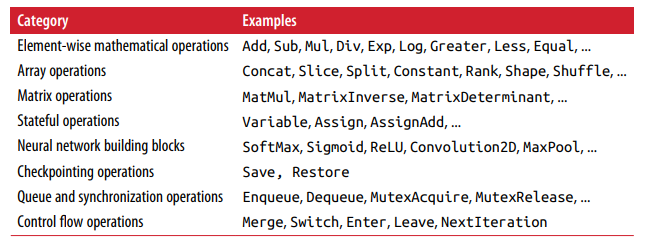 Category Examples
Element-wise mathematical operations Add, Sub, Mul, Div, Exp, Log, Greater, Less, Equal, …
Array operations Concat, Slice, Split, Constant, Rank, Shape, Shuffle, …
Matrix operations MatMul, MatrixInverse, MatrixDeterminant, …
Stateful operations Variable, Assign, AssignAdd, …
Neural network building blocks SoftMax, Sigmoid, ReLU, Convolution2D, MaxPool, …
Checkpointing operations Save, Restore
Queue and synchronization operations Enqueue, Dequeue, MutexAcquire, MutexRelease, …
Control flow operations Merge, Switch, Enter, Leave, NextIteration